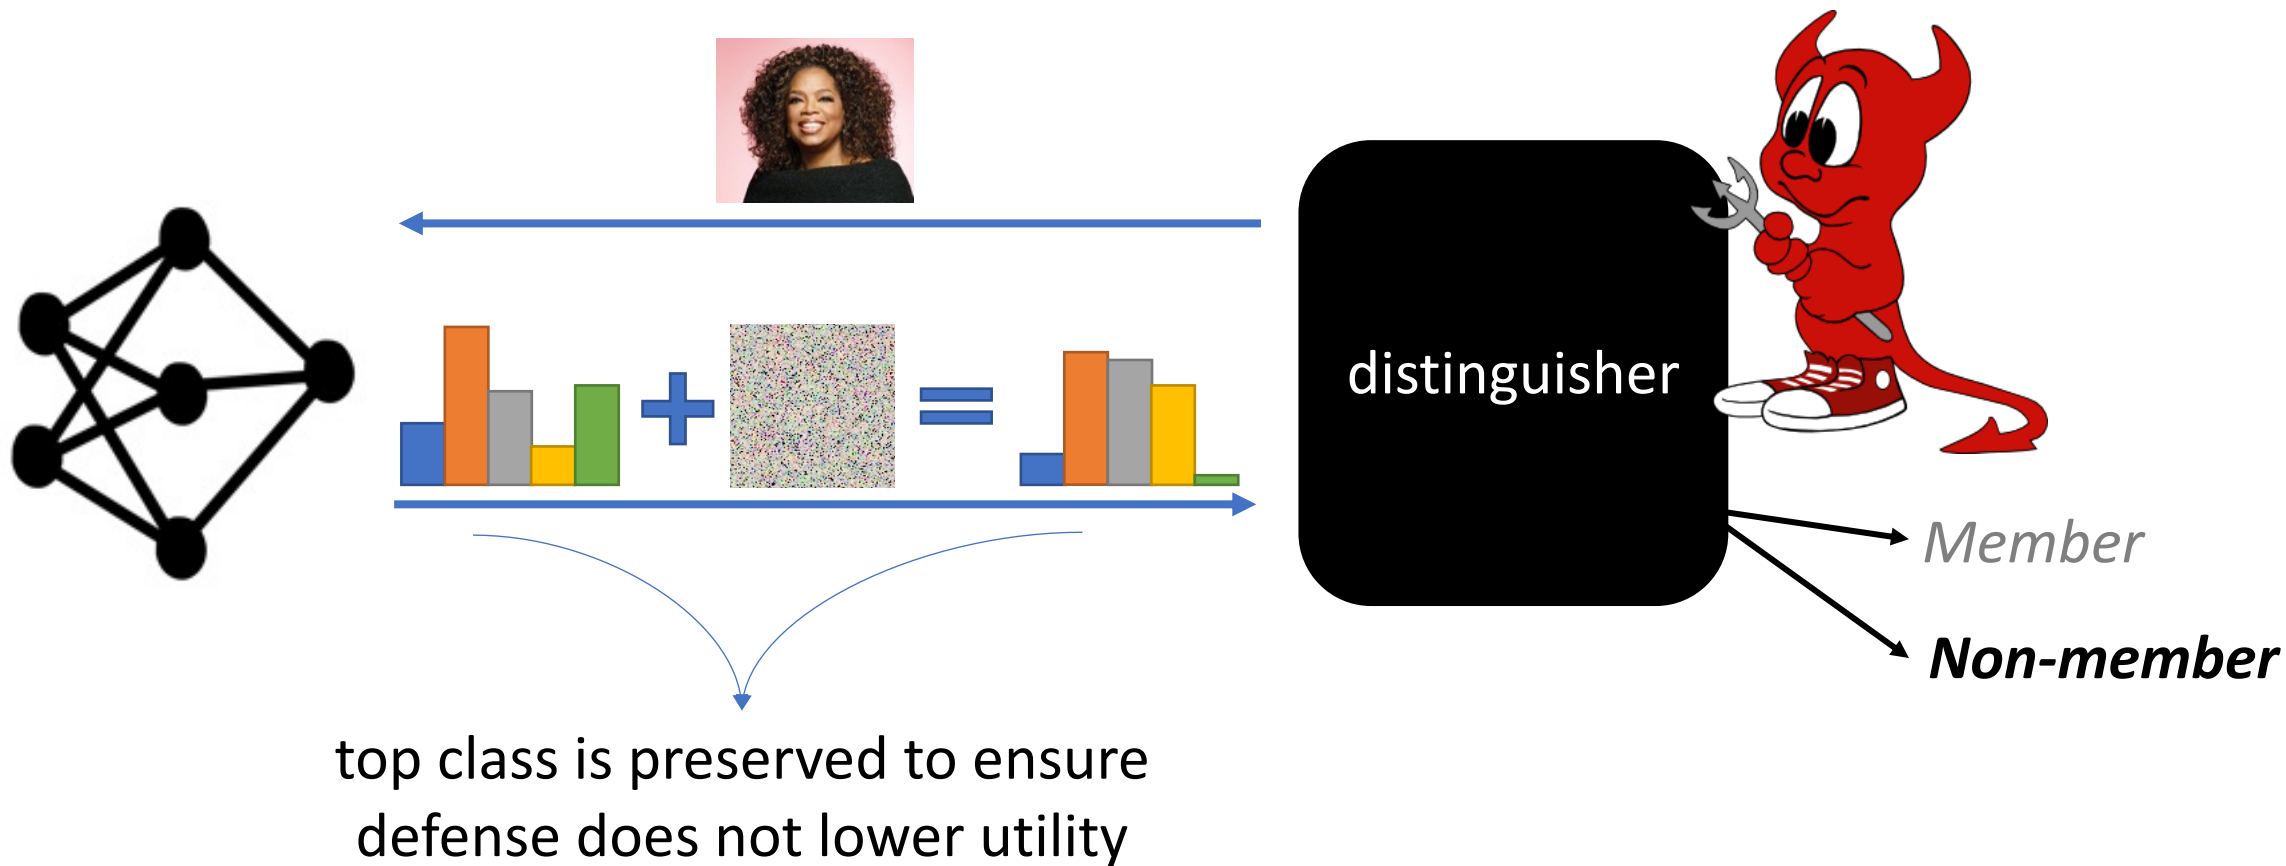 distinguisher
Member
Non-member
top class is preserved to ensure
defense does not lower utility